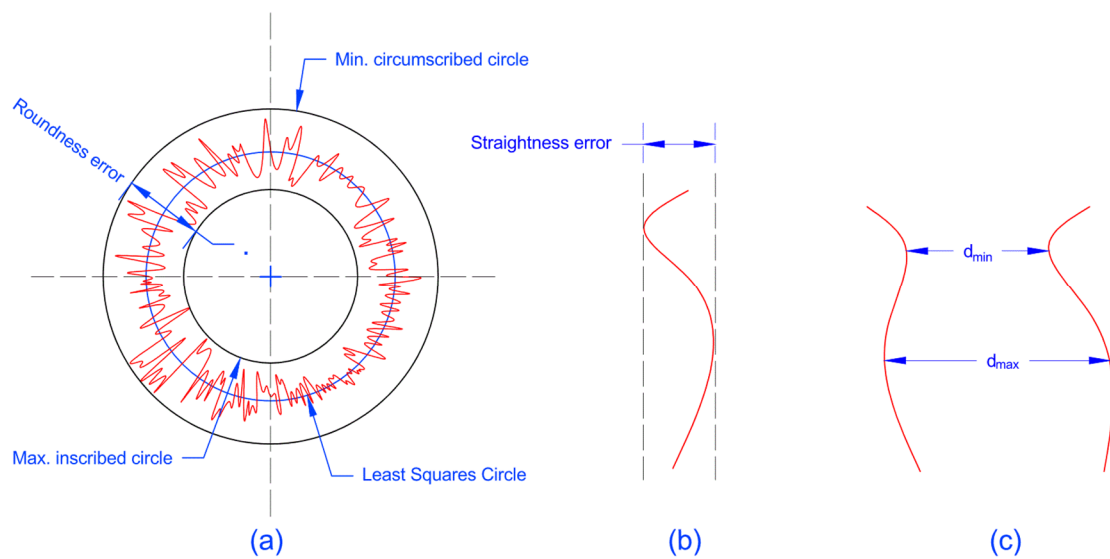 Min. circumscribed circle
Roundness error
Straightness error
dmin
dmax
Max. inscribed circle
Least Squares Circle
(a)
(b)
(c)